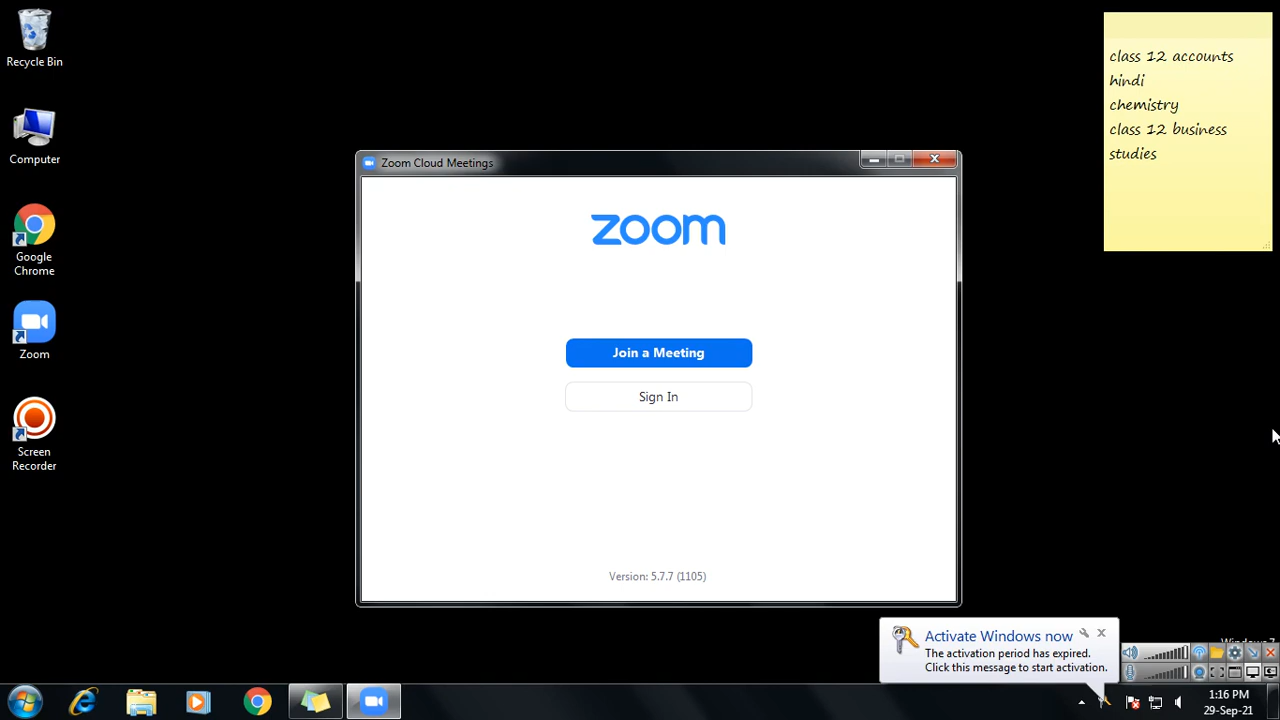 Recycle Bin
Computer
Google
Chrome
Zoom
Screen
Recorder
class 12 accounts
hindi
chemistry
class 12 business
studies
Zoom Cloud Meetings
zoom
Join a Meeting
Sign In
Version: 5.7.7 (1105)
Activate Windows now
The activation period has expired.
Click this message to start activation.
1:16 PM
29-Sep-21